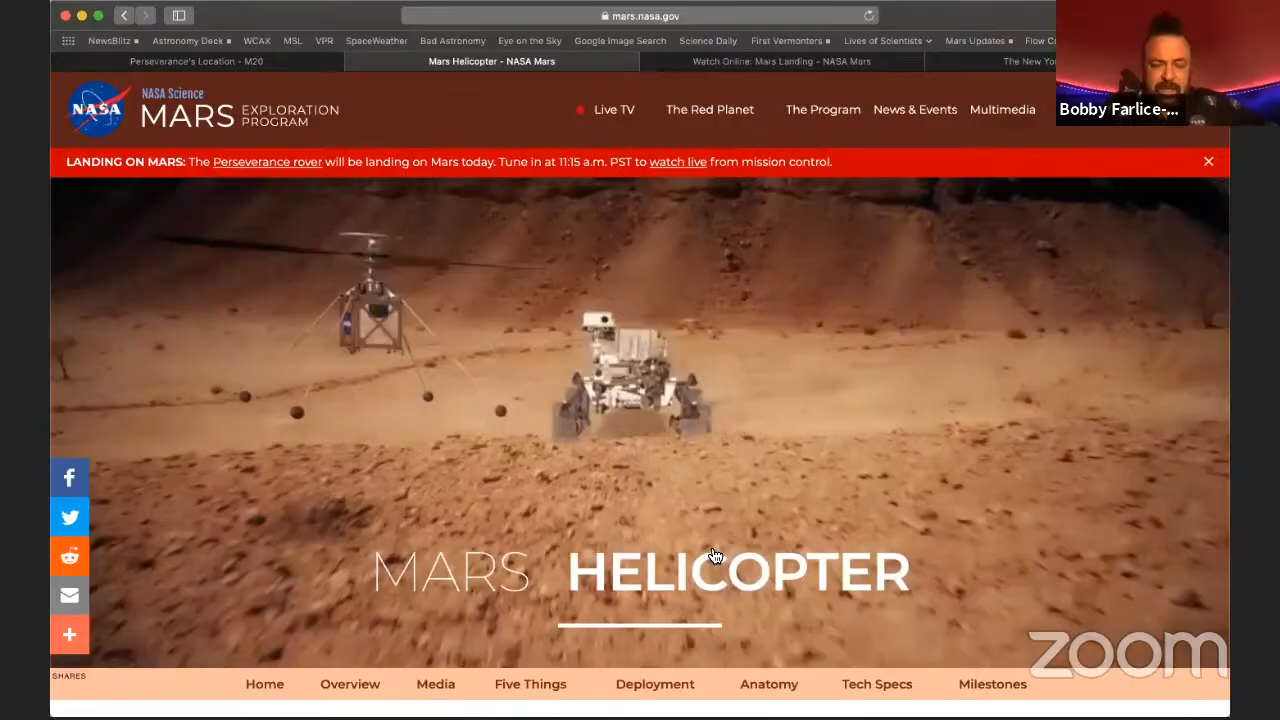 mars.nasa.gov
NewsBlitz Astronomy Deck WCAX MSL VPR SpaceWeather Bad Astronomy Eye on the Sky Google Image Search Science Daily First Vermonters Lives of Scientists Mars Updates Flow C
Perseverance's Location - M20 Mars Helicopter - NASA Mars Watch Online: Mars Landing - NASA Mars The New Yo
Bobby Farlice-...
NASA
NASA Science
MARS EXPLORATION PROGRAM
Live TV The Red Planet The Program News & Events Multimedia
LANDING ON MARS: The Perseverance rover will be landing on Mars today. Tune in at 11:15 a.m. PST to watch live from mission control.
MARS HELICOPTER
zoom
SHARES
Home Overview Media Five Things Deployment Anatomy Tech Specs Milestones